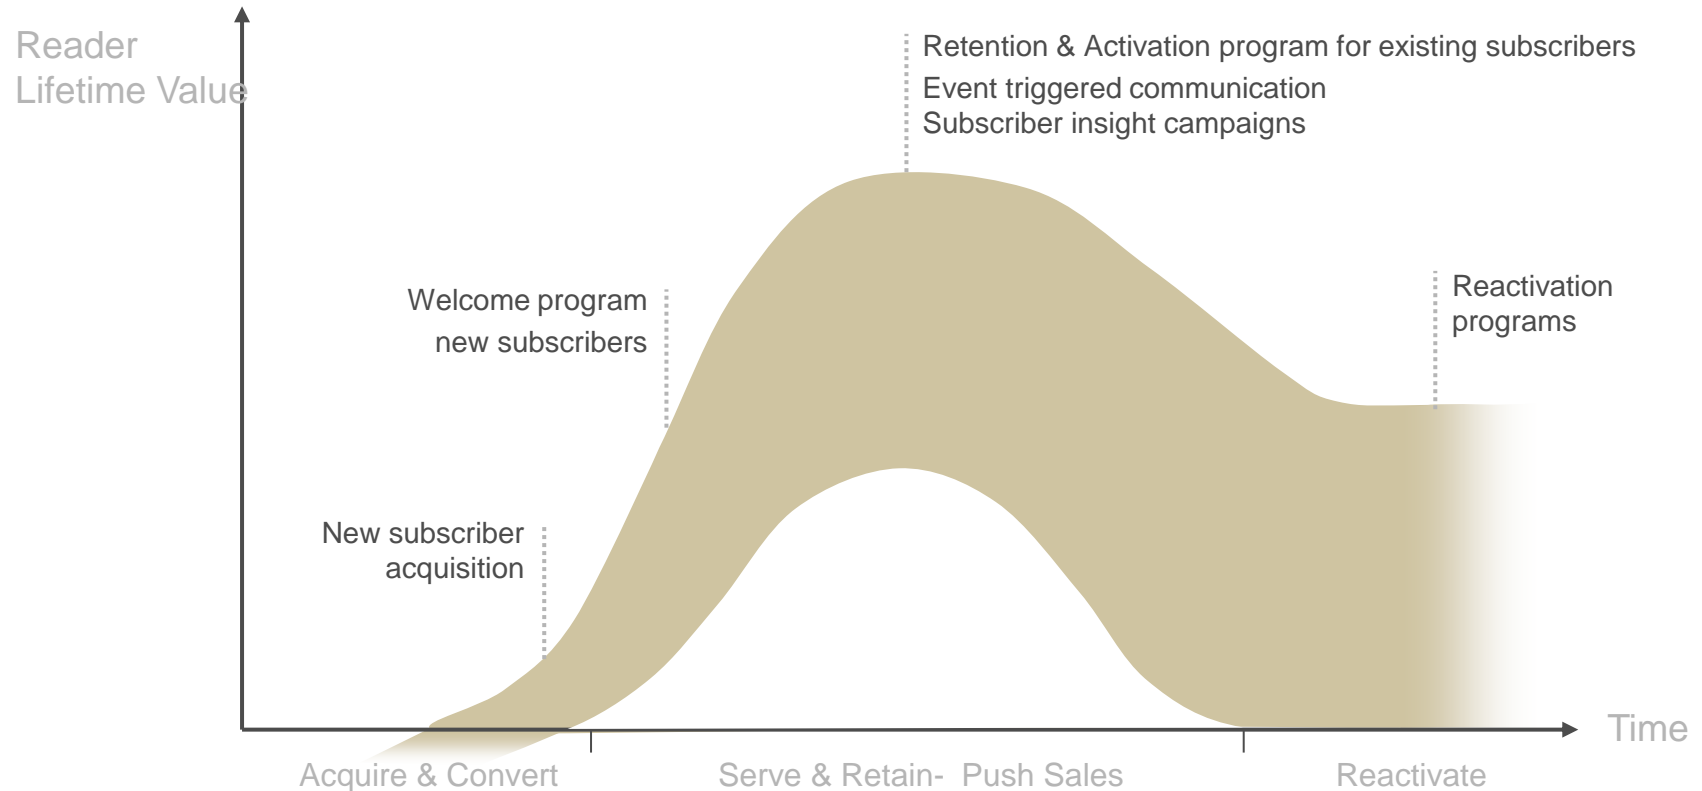 Reader
Lifetime Value
Retention & Activation program for existing subscribers
Event triggered communication
Subscriber insight campaigns
Welcome program
new subscribers
Reactivation
programs
New subscriber
acquisition
Time
Acquire & Convert
Serve & Retain-  Push Sales
Reactivate